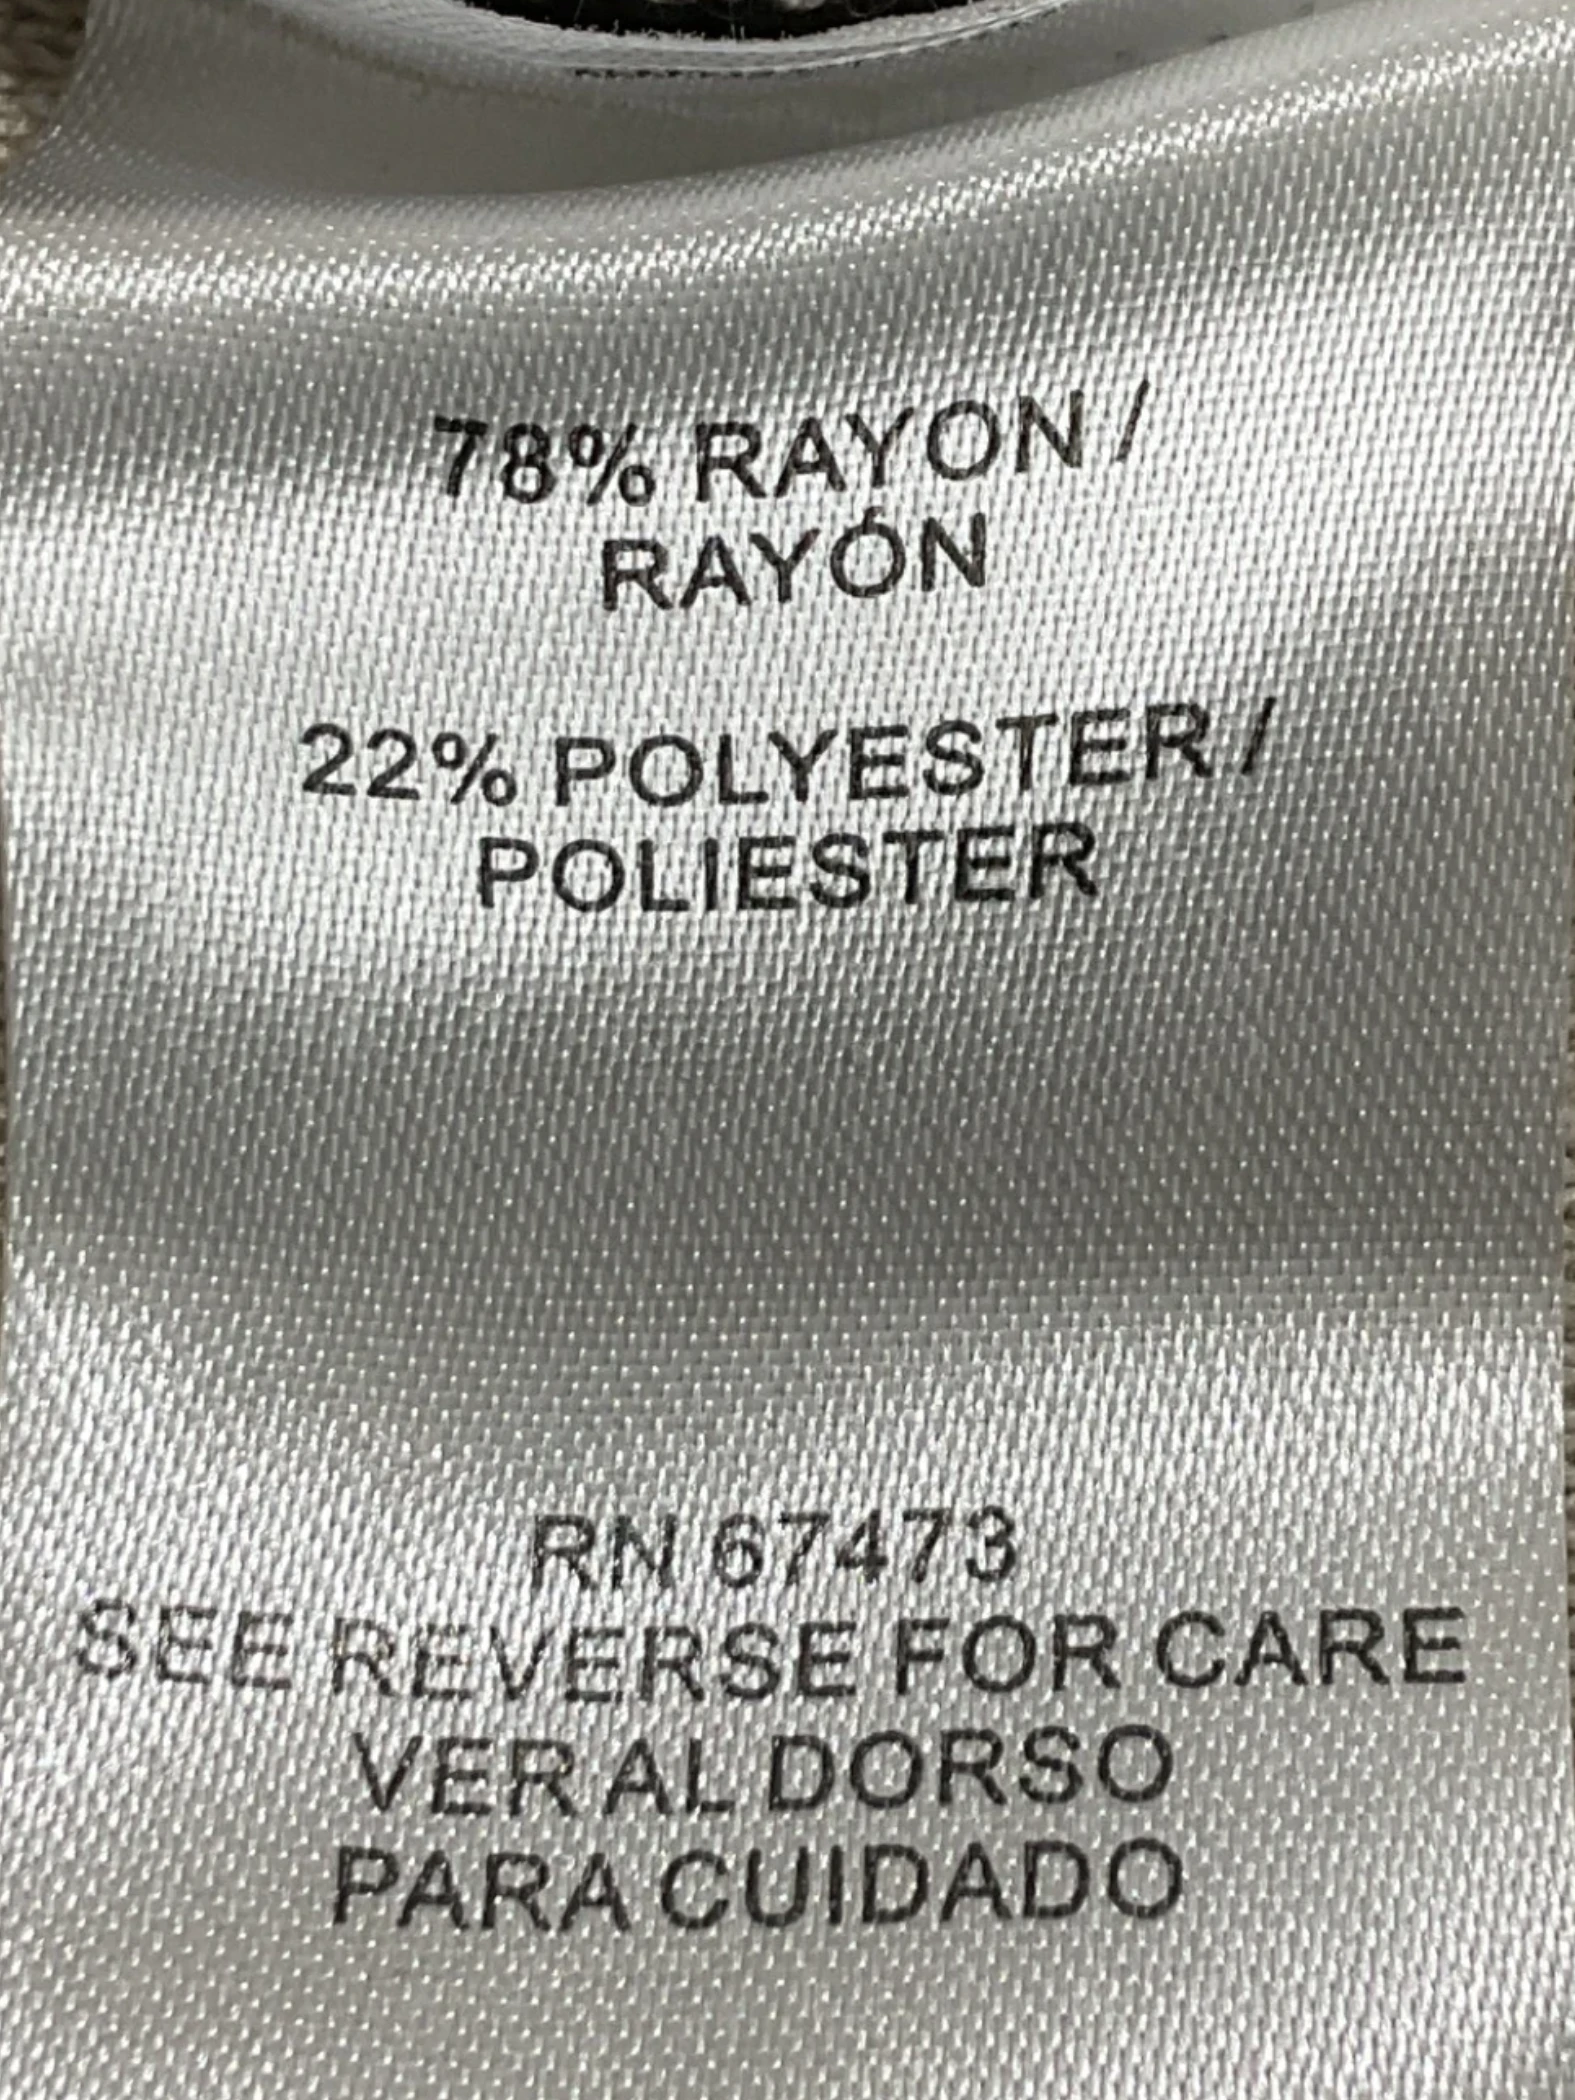 78% RAYON /
RAYÓN
22% POLYESTER /
POLIESTER
RN 67473
SEE REVERSE FOR CARE
VER AL DORSO
PARA CUIDADO